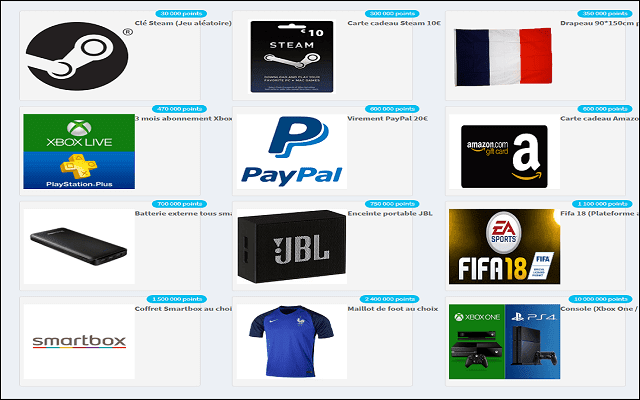 30 000 points
Clé Steam (Jeu aléatoire)
®
300 000 points
Carte cadeau Steam 10€
€10
STEAM
DOWNLOAD AND PLAY YOUR
FAVORITE PC + MAC GAMES
350 000 points
Drapeau 90*150cm
470 000 points
3 mois abonnement Xbox
XBOX LIVE
PlayStation.Plus
600 000 points
Virement PayPal 20€
PayPal
600 000 points
Carte cadeau Amazo
amazon.com
gift card
a
700 000 points
Batterie externe tous sma
750 000 points
Enceinte portable JBL
JBL
1 100 000 points
Fifa 18 (Plateforme a
EA
SPORTS
FIFA18
FIFA
1 500 000 points
Coffret Smartbox au choi
smartbox
2 400 000 points
Maillot de foot au choix
10 000 000 points
Console (Xbox One /
XBOX ONE
PS4